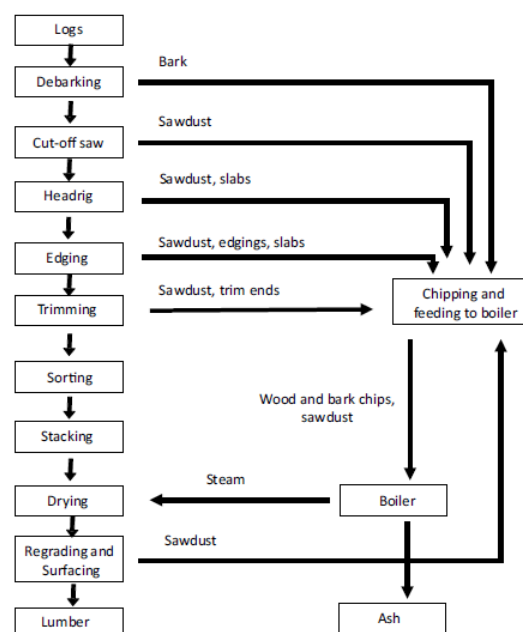 Logs
Debarking
Bark
Cut-off saw
Sawdust
Headrig
Sawdust, slabs
Edging
Sawdust, edgings, slabs
Trimming
Sawdust, trim ends
Chipping and
feeding to boiler
Sorting
Wood and bark chips,
sawdust
Stacking
Drying
Steam
Boiler
Regrading and
Surfacing
Sawdust
Lumber
Ash